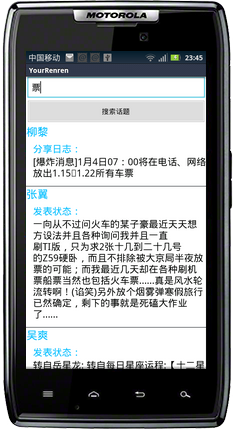 MOTOROLA
中国移动 23:45
YourRenren
票
搜索话题
柳黎
分享日志：
[爆炸消息]1月4日07：00将在电话、网络
放出1.15～1.22所有车票
张翼
发表状态：
一向从不过问火车的某子豪最近天天想
方设法并且各种询问我并且一直
刷TI版，只为求2张十几到二十几号
的Z59硬卧，而且不排除被大京局半夜放
票的可能；而我最近几天却在各种刷机
票船票当然也包括火车票......真是风水轮
流转啊！(谄笑)另外放个烟雾弹寒假旅行
已然确定，剩下的事就是死磕大作业
了......
吴爽
发表状态：
转自岳星龙: 转自每日星座运程:【十二星